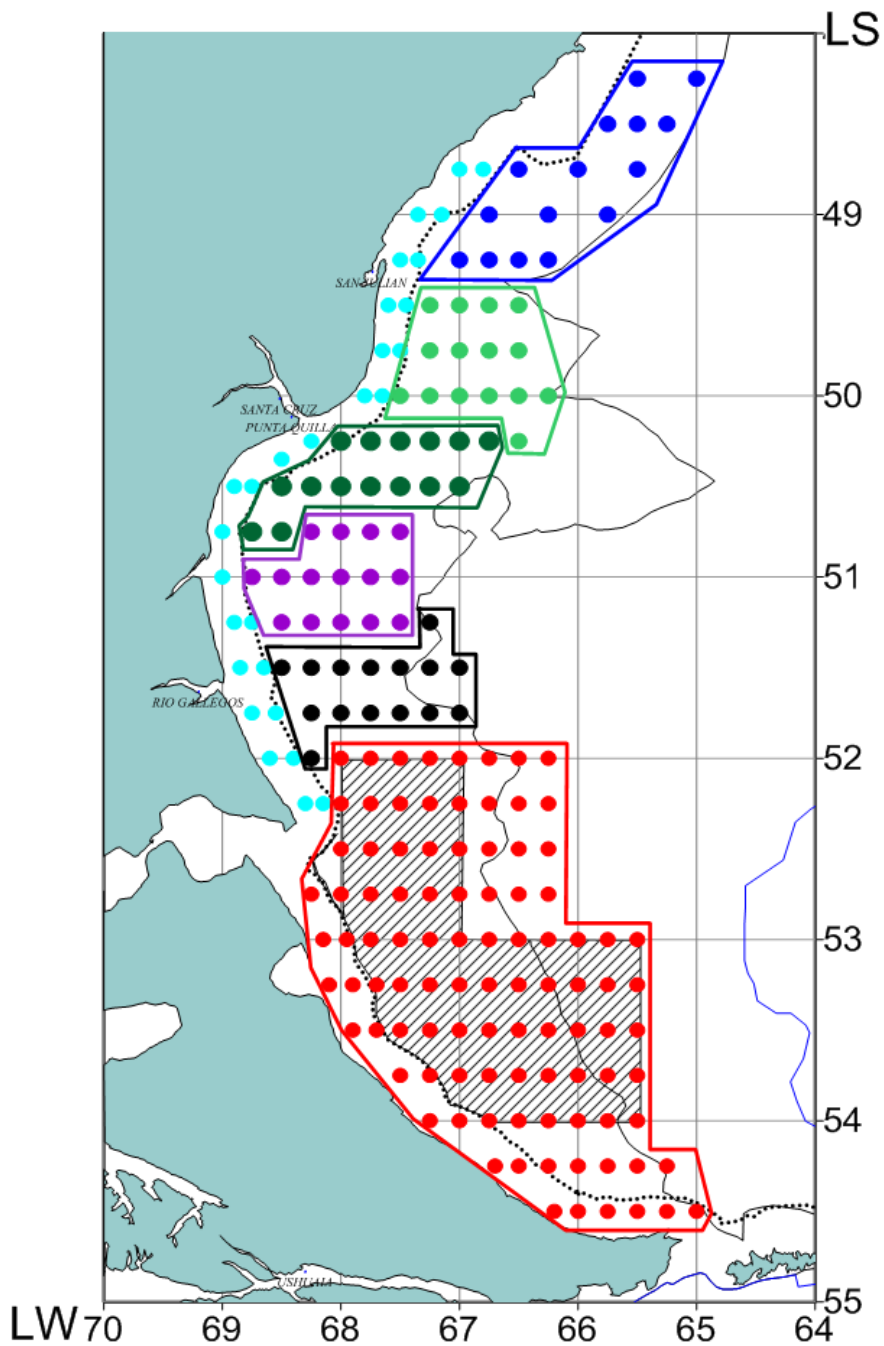 LS
49
SAN JULIAN
50
SANTA CRUZ
PUNTA QUILLA
51
RIO GALLEGOS
52
53
54
USHUAIA
55
LW 70 69 68 67 66 65 64